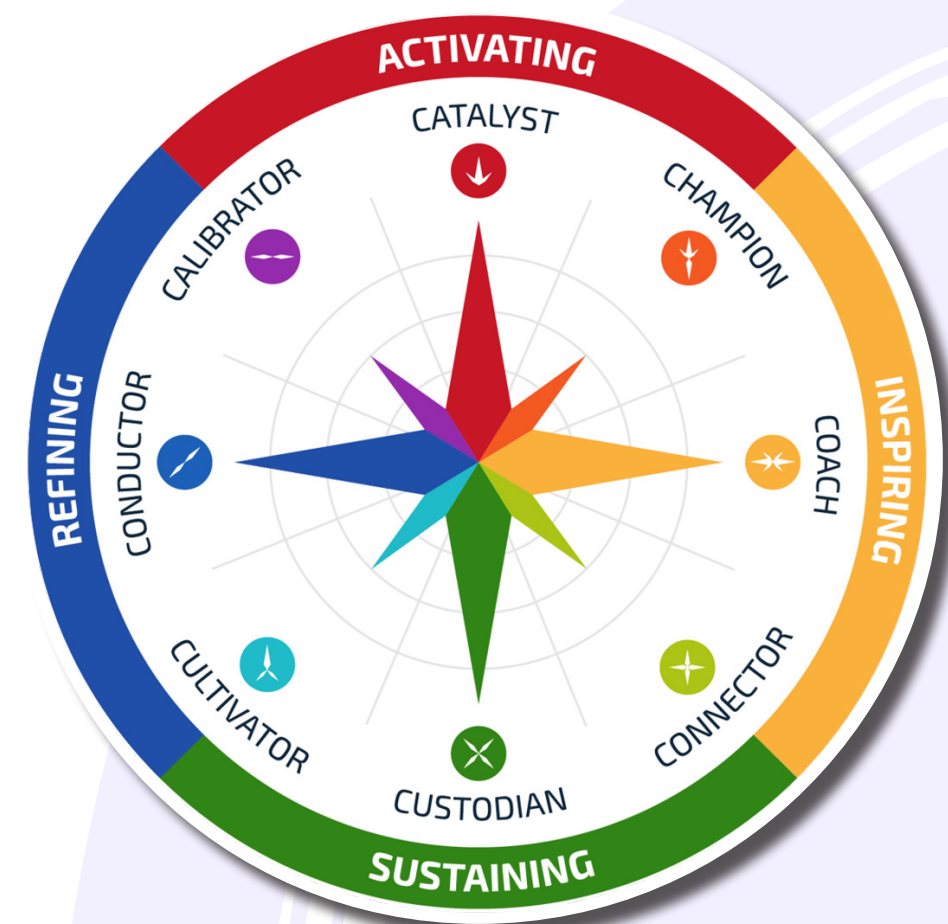 ACTIVATING
CATALYST
CALIBRATOR
CHAMPION
REFINING
CONDUCTOR
COACH
INSPIRING
CULTIVATOR
CONNECTOR
CUSTODIAN
SUSTAINING